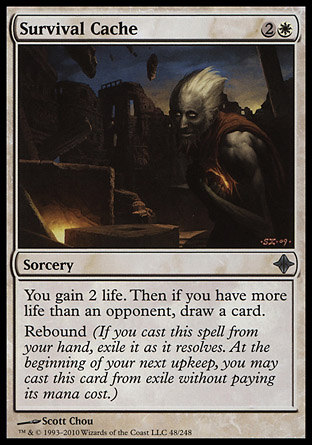 Survival Cache 2
Sorcery
You gain 2 life. Then if you have more
life than an opponent, draw a card.
Rebound (If you cast this spell from
your hand, exile it as it resolves. At the
beginning of your next upkeep, you may
cast this card from exile without paying
its mana cost.)
Scott Chou
™ & © 1993–2010 Wizards of the Coast LLC 48/248